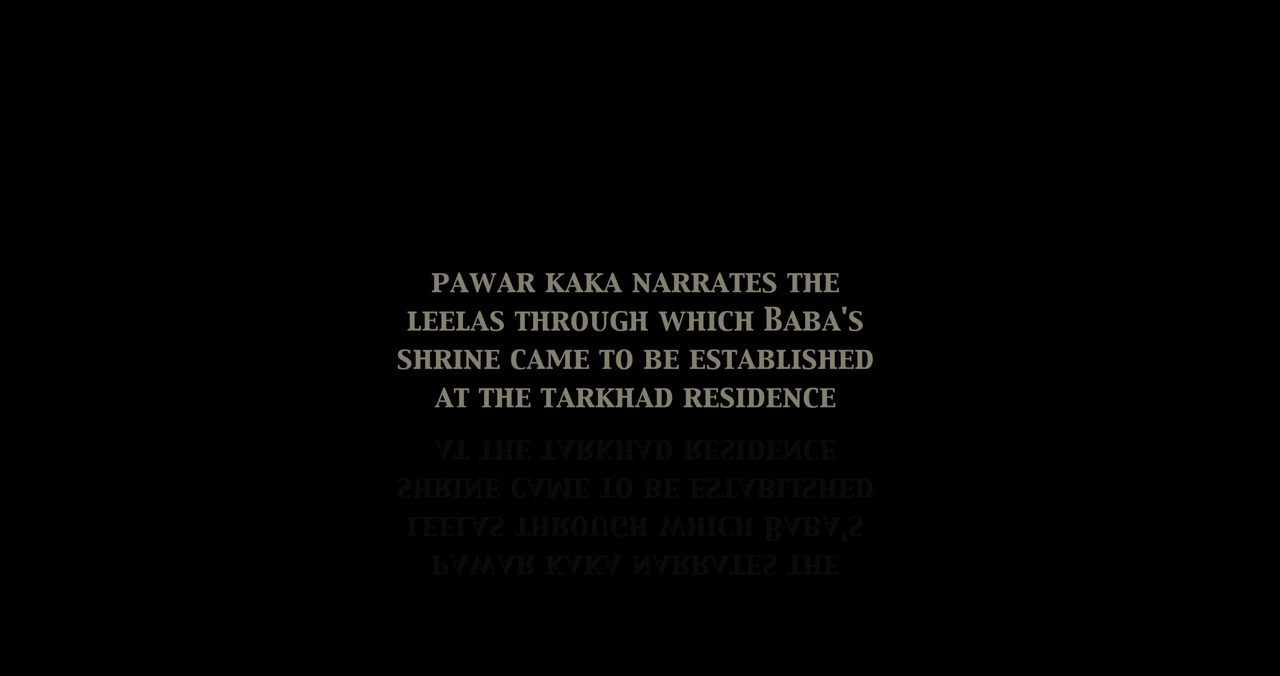 PAWAR KAKA NARRATES THE
LEELAS THROUGH WHICH BABA'S
SHRINE CAME TO BE ESTABLISHED
AT THE TARKHAD RESIDENCE